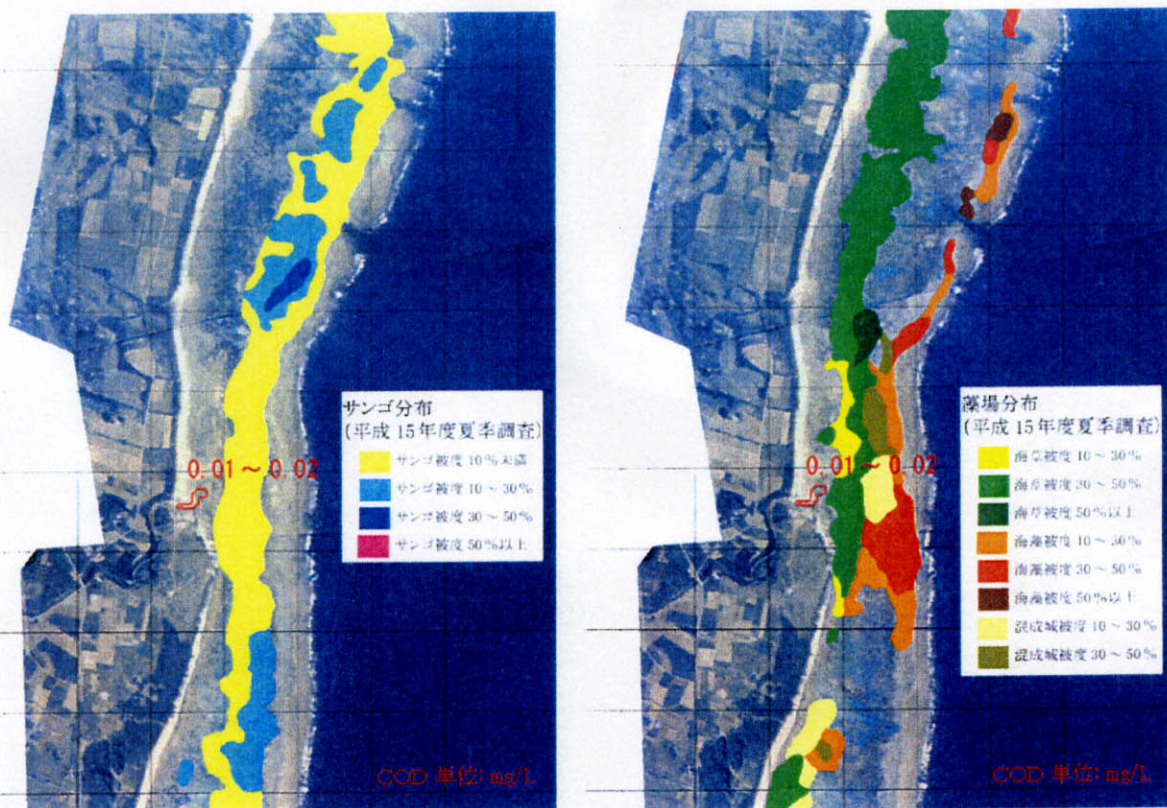 サンゴ分布
(平成 15年度夏季調査)
サンゴ被度 10%未満
サンゴ被度 10～30%
サンゴ被度 30～50%
サンゴ被度 50%以上
0.01～0.02
COD 単位: mg/L
藻場分布
(平成 15年度夏季調査)
海草被度 10～30%
海草被度 30～50%
海草被度 50%以上
海藻被度 10～30%
海藻被度 30～50%
海藻被度 50%以上
混成域被度 10～30%
混成域被度 30～50%
0.01～0.02
COD 単位: mg/L